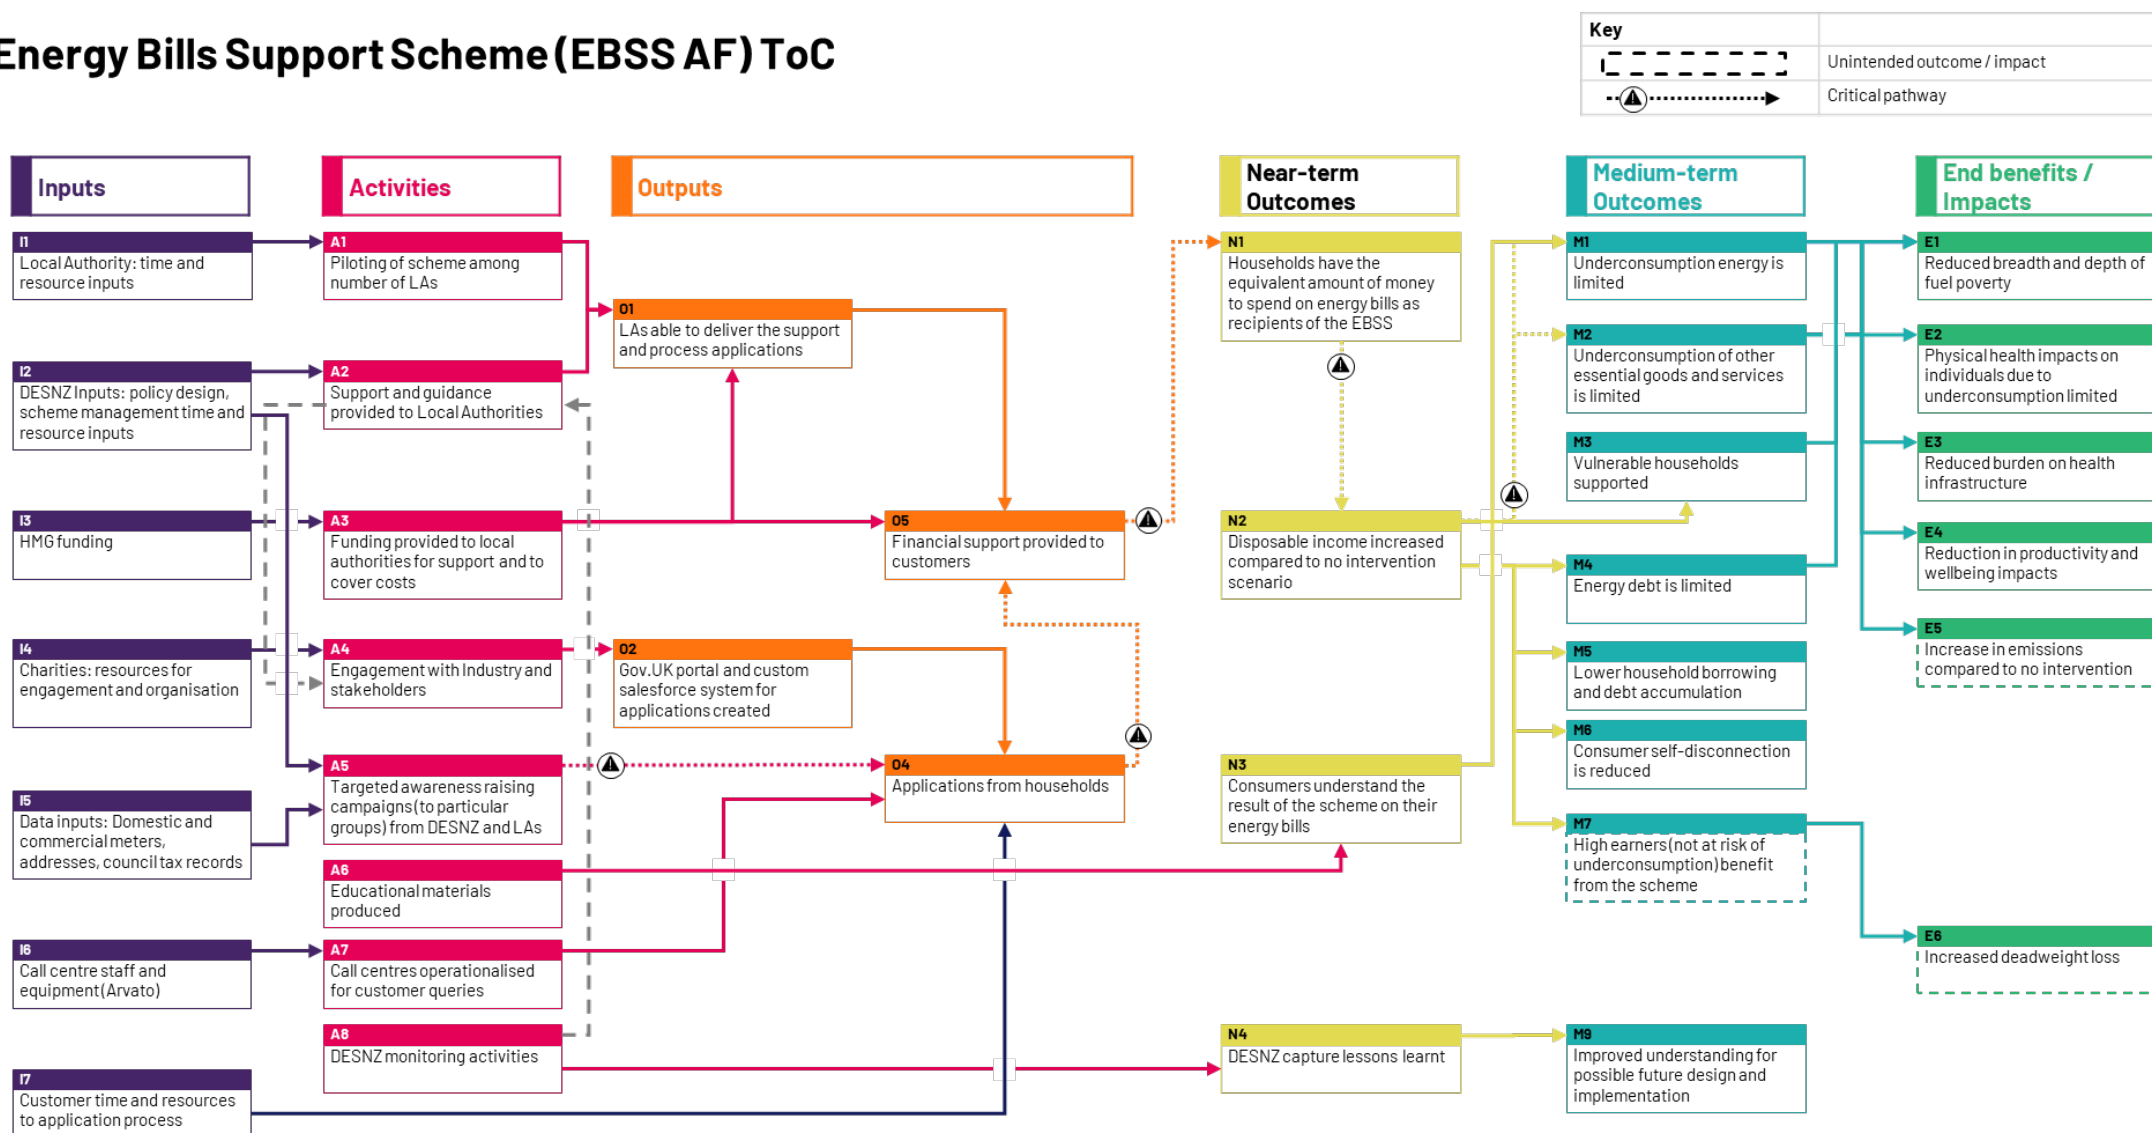 Energy Bills Support Scheme (EBSS AF) ToC
Key
Unintended outcome / impact
Critical pathway
Inputs
Activities
Outputs
Near-term
Outcomes
Medium-term
Outcomes
End benefits /
Impacts
I1
Local Authority: time and
resource inputs
I2
DESNZ Inputs: policy design,
scheme management time and
resource inputs
I3
HMG funding
I4
Charities: resources for
engagement and organisation
I5
Data inputs: Domestic and
commercial meters,
addresses, council tax records
I6
Call centre staff and
equipment (Arvato)
I7
Customer time and resources
to application process
A1
Piloting of scheme among
number of LAs
A2
Support and guidance
provided to Local Authorities
A3
Funding provided to local
authorities for support and to
cover costs
A4
Engagement with Industry and
stakeholders
A5
Targeted awareness raising
campaigns (to particular
groups) from DESNZ and LAs
A6
Educational materials
produced
A7
Call centres operationalised
for customer queries
A8
DESNZ monitoring activities
O1
LAs able to deliver the support
and process applications
O5
Financial support provided to
customers
O2
Gov.UK portal and custom
salesforce system for
applications created
O4
Applications from households
N1
Households have the
equivalent amount of money
to spend on energy bills as
recipients of the EBSS
N2
Disposable income increased
compared to no intervention
scenario
N3
Consumers understand the
result of the scheme on their
energy bills
N4
DESNZ capture lessons learnt
M1
Underconsumption energy is
limited
M2
Underconsumption of other
essential goods and services
is limited
M3
Vulnerable households
supported
M4
Energy debt is limited
M5
Lower household borrowing
and debt accumulation
M6
Consumer self-disconnection
is reduced
M7
High earners (not at risk of
underconsumption) benefit
from the scheme
M9
Improved understanding for
possible future design and
implementation
E1
Reduced breadth and depth of
fuel poverty
E2
Physical health impacts on
individuals due to
underconsumption limited
E3
Reduced burden on health
infrastructure
E4
Reduction in productivity and
wellbeing impacts
E5
Increase in emissions
compared to no intervention
E6
Increased deadweight loss